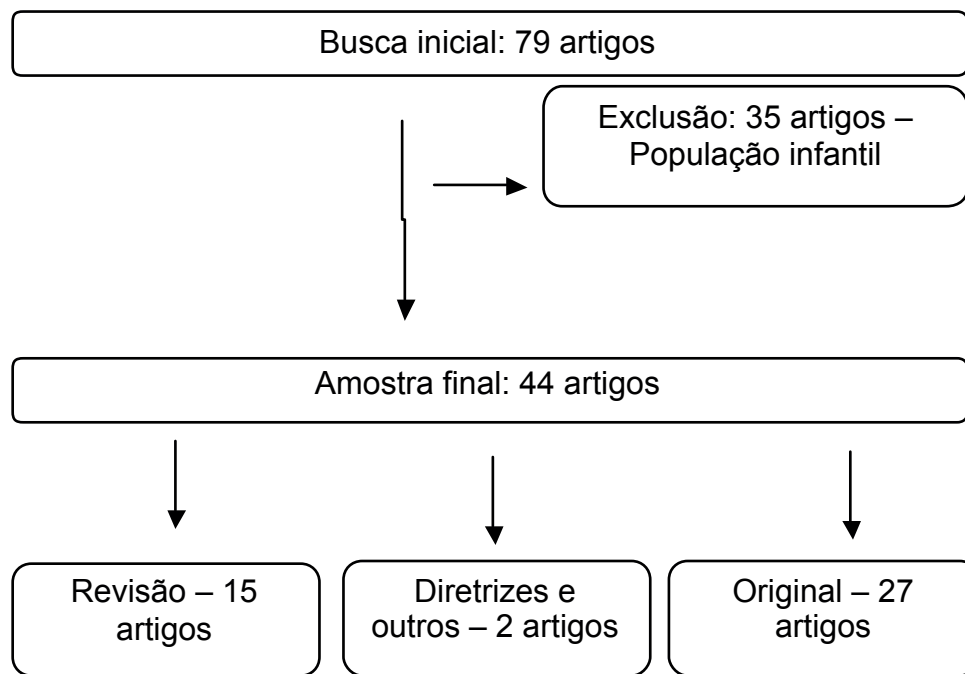 Busca inicial: 79 artigos
Exclusão: 35 artigos –
População infantil
Amostra final: 44 artigos
Revisão – 15
artigos
Diretrizes e
outros – 2 artigos
Original – 27
artigos